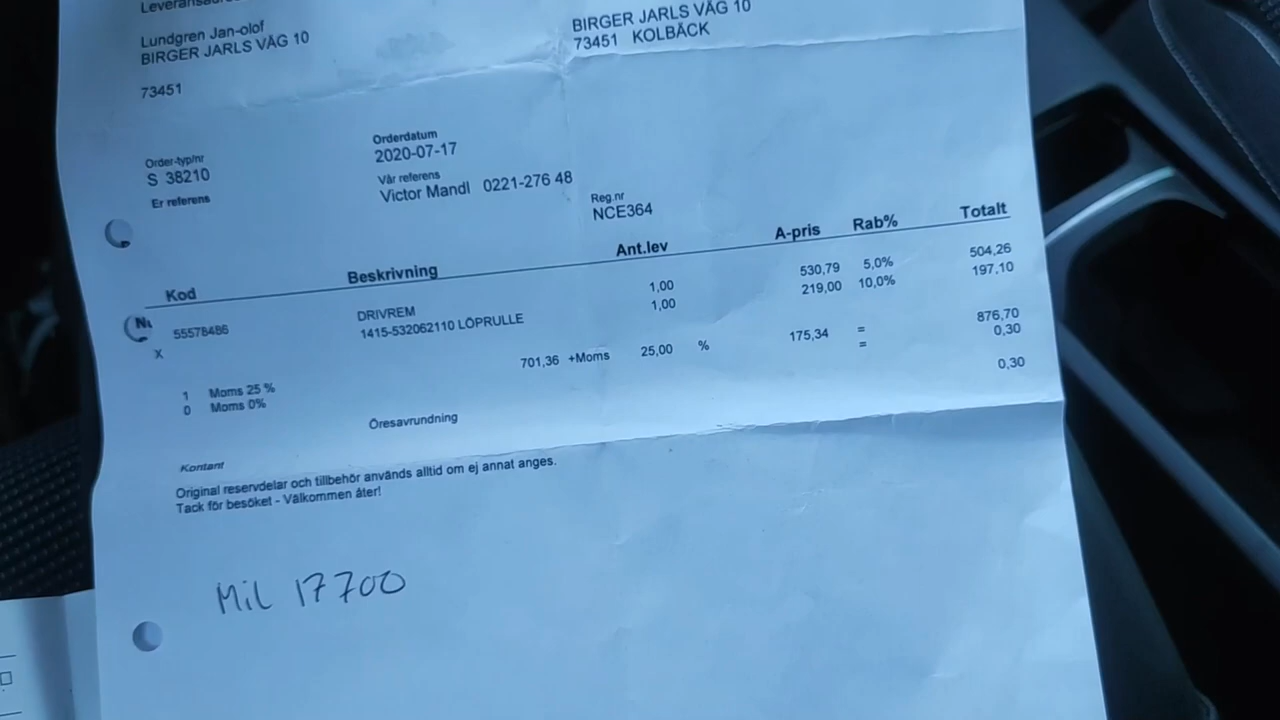 Lundgren Jan-olof
BIRGER JARLS VÄG 10
73451
BIRGER JARLS VÄG 10
73451 KOLBÄCK
Order-typ/nr
S 38210
Er referens
Orderdatum
2020-07-17
Vår referens
Victor Mandl 0221-276 48
Reg.nr
NCE364
Kod Beskrivning Ant.lev A-pris Rab% Totalt
55578486 DRIVREM 1,00 530,79 5,0% 504,26
X 1415-532062110 LÖPRULLE 1,00 219,00 10,0% 197,10
1 Moms 25 % 701,36 +Moms 25,00 % 175,34 = 876,70
0 Moms 0% = 0,30
Öresavrundning 0,30
Kontant
Original reservdelar och tillbehör används alltid om ej annat anges.
Tack för besöket - Välkommen åter!
Mil 17700